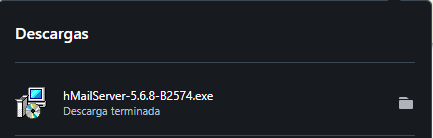 Descargas
hMailServer-5.6.8-B2574.exe
Descarga terminada